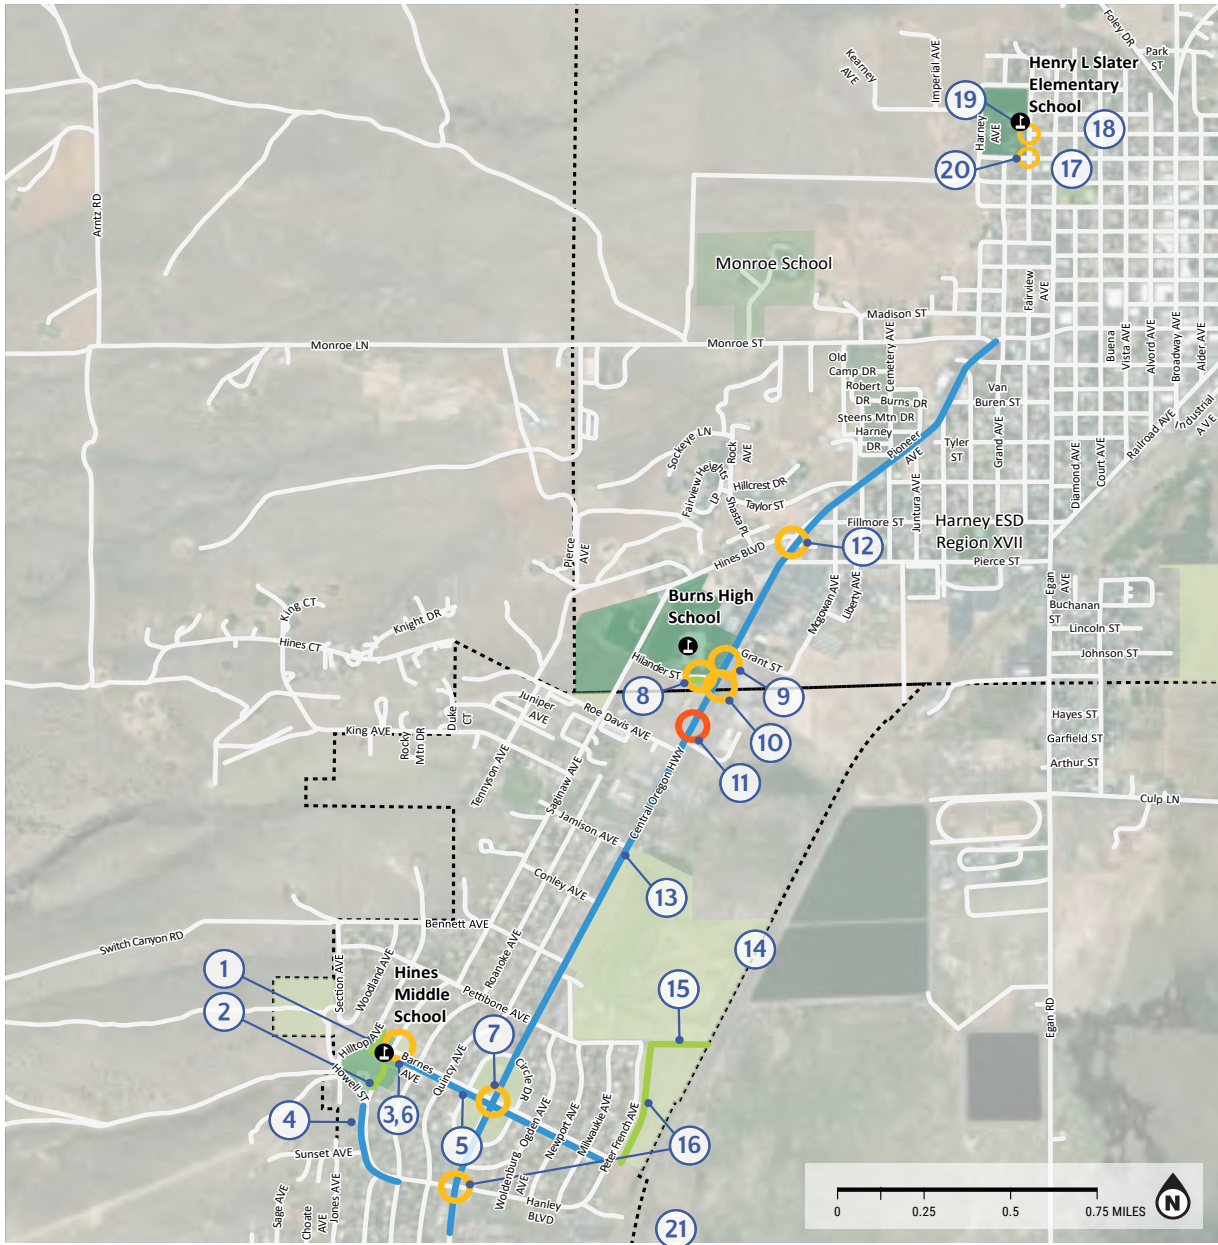 Foley DR
Park
ST
Kearney
AVE
Imperial AVE
Henry L Slater
Elementary
School
19
Harney
AVE
18
20
17
Arntz RD
Monroe School
Fairview
AVE
Madison ST
Monroe LN
Monroe ST
Cemetery AVE
Old
Camp DR
Robert
DR
Burns DR
Steens Mtn DR
Harney
DR
Pioneer
AVE
Van
Buren ST
Tyler
ST
Grand AVE
Buena
Vista AVE
Alvord AVE
Broadway AVE
Alder AVE
Industrial
AVE
Railroad AVE
Diamond AVE
Court AVE
Sockeye LN
Rock
AVE
Fairview Heights
LP
Hillcrest DR
Taylor ST
Shasta PL
Juntura AVE
Fillmore ST
Harney ESD
Region XVII
Pierce ST
Hines BLVD
12
Pierce
AVE
Mcgowan AVE
Liberty AVE
Egan
AVE
Buchanan
ST
Lincoln ST
Johnson ST
Burns High
School
King CT
Knight DR
Hines CT
Hilander ST
Grant ST
8
9
10
11
Juniper
AVE
Roe Davis AVE
Duke
CT
King AVE
Rocky
Mtn DR
Hayes ST
Garfield ST
Arthur ST
Culp LN
Tennyson AVE
Saginaw AVE
Central Oregon HWY
Jamison AVE
13
Conley AVE
Bennett AVE
Switch Canyon RD
14
1
2
Section AVE
Woodland AVE
Hines
Middle
School
Roanoke AVE
Pettibone AVE
15
7
Egan RD
Hilltop AVE
Barnes
AVE
Howell ST
Quincy AVE
Circle DR
4
3,6
5
Ogden AVE
Newport AVE
Milwaukie AVE
Peter French AVE
16
Sunset AVE
Woldenburg
AVE
Hanley
BLVD
Sage AVE
Choate
AVE
Jones AVE
21
0 0.25 0.5 0.75 MILES
N